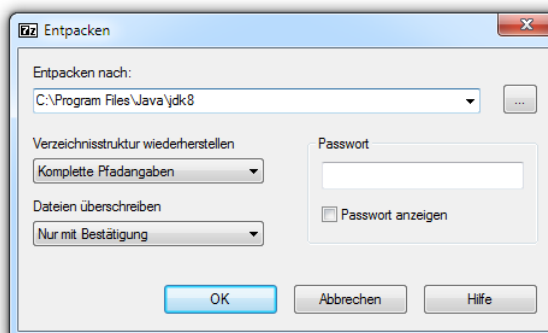 7z Entpacken
Entpacken nach:
C:\Program Files\Java\jdk8
...
Verzeichnisstruktur wiederherstellen
Komplette Pfadangaben
Dateien überschreiben
Nur mit Bestätigung
Passwort
Passwort anzeigen
OK
Abbrechen
Hilfe